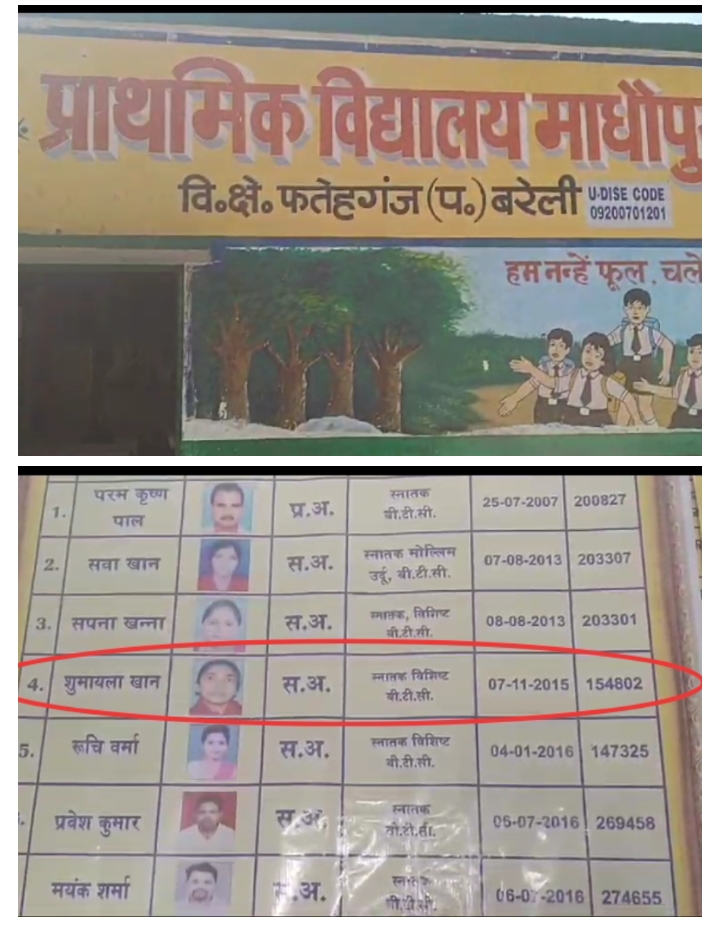 प्राथमिक विद्यालय माधौपु
वि॰क्षे॰ फतेहगंज (प॰) बरेली
U-DISE CODE
09200701201
हम नन्हें फूल, चले
1. परम कृष्ण पाल प्र.अ. स्नातक बी.टी.सी. 25-07-2007 200827
2. सवा खान स.अ. स्नातक मोल्लिम उर्दू, बी.टी.सी. 07-08-2013 203307
3. सपना खन्ना स.अ. स्नातक, विशिष्ट बी.टी.सी. 08-08-2013 203301
4. शुमायला खान स.अ. स्नातक विशिष्ट बी.टी.सी. 07-11-2015 154802
5. रूचि वर्मा स.अ. स्नातक विशिष्ट बी.टी.सी. 04-01-2016 147325
प्रवेश कुमार स.अ. स्नातक बी.टी.सी. 05-07-2016 269458
मयंक शर्मा स.अ. 274655